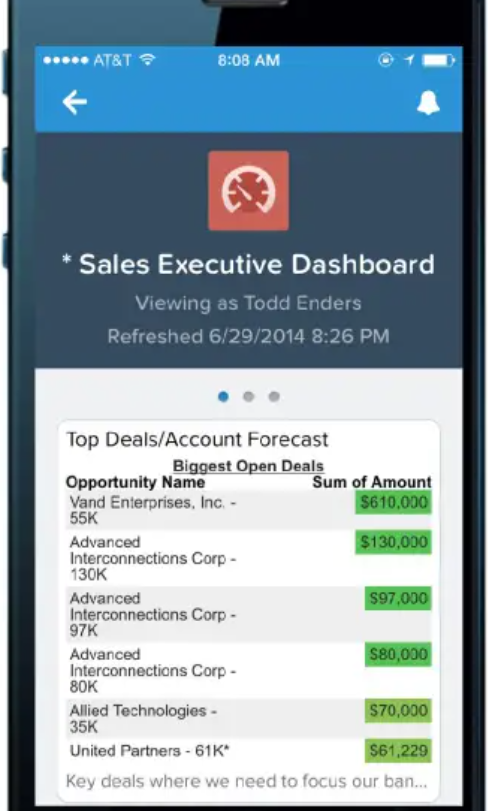 AT&T 8:08 AM
* Sales Executive Dashboard
Viewing as Todd Enders
Refreshed 6/29/2014 8:26 PM
Top Deals/Account Forecast
Biggest Open Deals
Opportunity Name Sum of Amount
Vand Enterprises, Inc. - $610,000
55K
Advanced $130,000
Interconnections Corp -
130K
Advanced $97,000
Interconnections Corp -
97K
Advanced $80,000
Interconnections Corp -
80K
Allied Technologies - $70,000
35K
United Partners - 61K* $61,229
Key deals where we need to focus our ban...